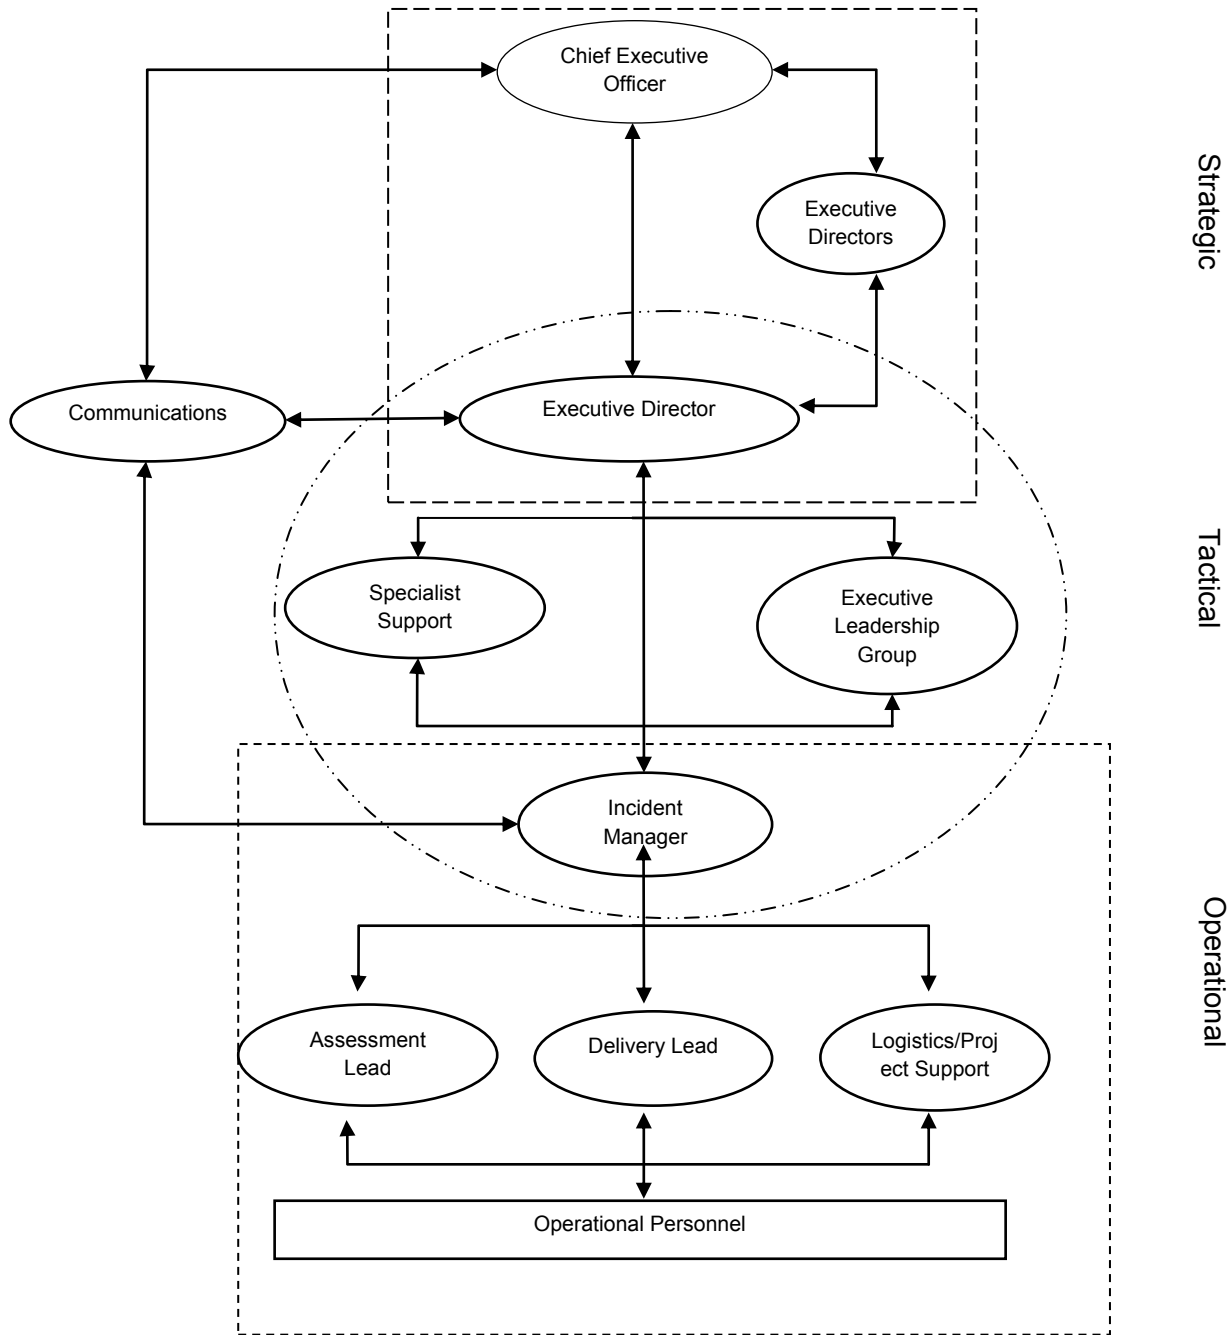 Chief Executive
Officer
Strategic
Executive
Directors
Communications
Executive Director
Tactical
Specialist
Support
Executive
Leadership
Group
Incident
Manager
Operational
Assessment
Lead
Delivery Lead
Logistics/Proj
ect Support
Operational Personnel